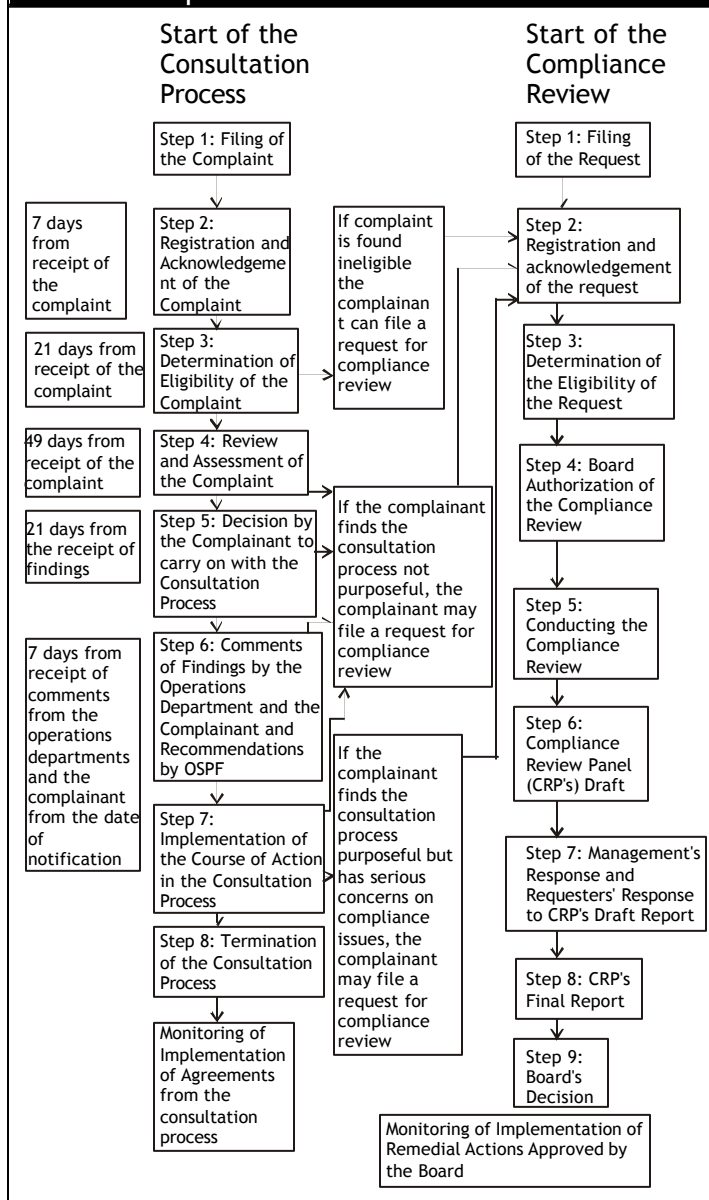 Start of the
Consultation
Process
Start of the
Compliance
Review
Step 1: Filing of
the Complaint
7 days
from
receipt of
the
complaint
Step 2:
Registration and
Acknowledgeme
nt of the
Complaint
21 days from
receipt of the
complaint
Step 3:
Determination of
Eligibility of the
Complaint
If complaint
is found
ineligible
the
complainan
t can file a
request for
compliance
review
49 days from
receipt of the
complaint
Step 4: Review
and Assessment of
the Complaint
21 days from
the receipt of
findings
Step 5: Decision by
the Complainant to
carry on with the
Consultation
Process
If the complainant
finds the
consultation
process not
purposeful, the
complainant may
file a request for
compliance
review
7 days from
receipt of
comments
from the
operations
departments
and the
complainant
from the date
of
notification
Step 6: Comments
of Findings by the
Operations
Department and the
Complainant and
Recommendations
by OSPF
Step 7:
Implementation of
the Course of Action
in the Consultation
Process
If the
complainant
finds the
consultation
process
purposeful but
has serious
concerns on
compliance
issues, the
complainant
may file a
request for
compliance
review
Step 8: Termination
of the Consultation
Process
Monitoring of
Implementation
of Agreements
from the
consultation
process
Step 1: Filing
of the Request
Step 2:
Registration and
acknowledgement
of the request
Step 3:
Determination of
the Eligibility of
the Request
Step 4: Board
Authorization of
the Compliance
Review
Step 5:
Conducting the
Compliance
Review
Step 6:
Compliance
Review Panel
(CRP's) Draft
Step 7: Management's
Response and
Requesters' Response
to CRP's Draft Report
Step 8: CRP's
Final Report
Step 9:
Board's
Decision
Monitoring of Implementation of
Remedial Actions Approved by
the Board